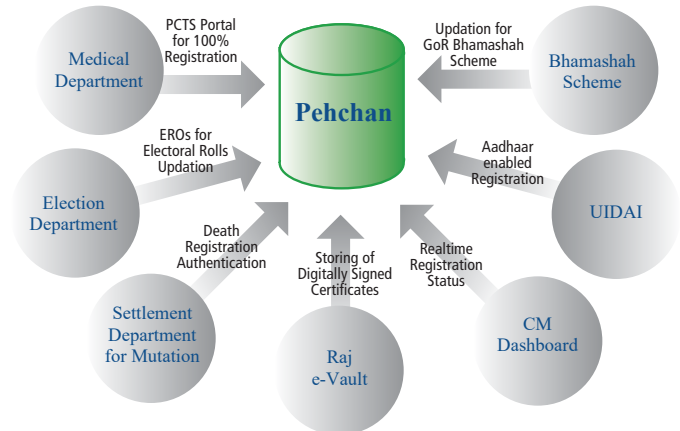 PCTS Portal
for 100%
Registration
Medical
Department
Pehchan
Updation for
GoR Bhamashah
Scheme
Bhamashah
Scheme
EROs for
Electoral Rolls
Updation
Election
Department
Aadhaar
enabled
Registration
UIDAI
Death
Registration
Authentication
Settlement
Department
for Mutation
Storing of
Digitally Signed
Certificates
Raj
e-Vault
Realtime
Registration
Status
CM
Dashboard